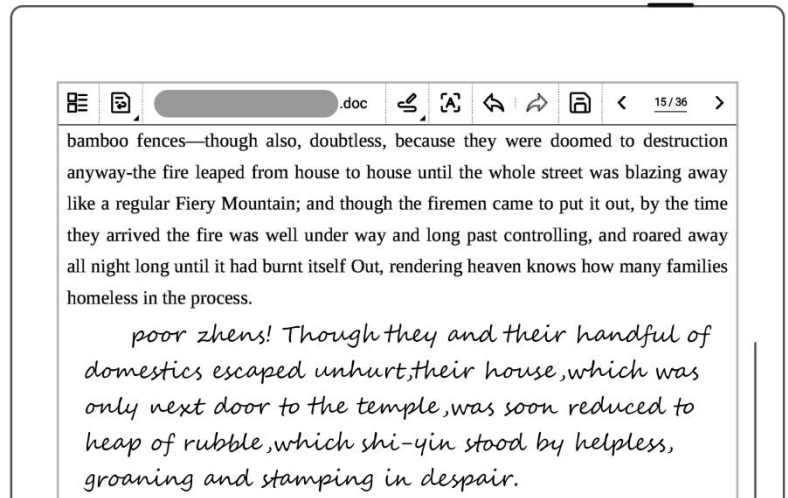 .doc 15/36
bamboo fences—though also, doubtless, because they were doomed to destruction
anyway-the fire leaped from house to house until the whole street was blazing away
like a regular Fiery Mountain; and though the firemen came to put it out, by the time
they arrived the fire was well under way and long past controlling, and roared away
all night long until it had burnt itself Out, rendering heaven knows how many families
homeless in the process.
poor zhens! Though they and their handful of
domestics escaped unhurt,their house,which was
only next door to the temple,was soon reduced to
heap of rubble,which shi-yin stood by helpless,
groaning and stamping in despair.